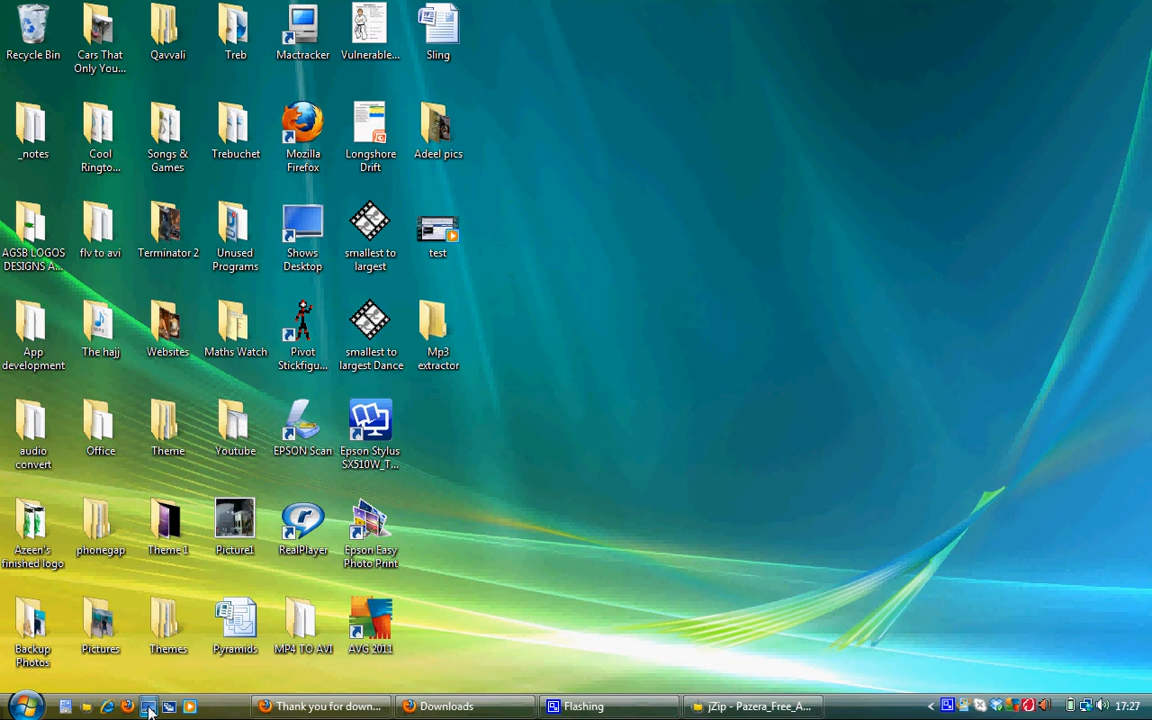 Recycle Bin
Cars That
Only You...
Qavvali
Treb
Mactracker
Vulnerable...
Sling
_notes
Cool
Ringto...
Songs &
Games
Trebuchet
Mozilla
Firefox
Longshore
Drift
Adeel pics
AGSB LOGOS
DESIGNS A...
flv to avi
Terminator 2
Unused
Programs
Shows
Desktop
smallest to
largest
test
App
development
The hajj
Websites
Maths Watch
Pivot
Stickfigu...
smallest to
largest Dance
Mp3
extractor
audio
convert
Office
Theme
Youtube
EPSON Scan
Epson Stylus
SX510W_T...
Azeen's
finished logo
phonegap
Theme 1
Picture1
RealPlayer
Epson Easy
Photo Print
Backup
Photos
Pictures
Themes
Pyramids
MP4 TO AVI
AVG 2011
Thank you for down...
Downloads
Flashing
jZip - Pazera_Free_A...
17:27